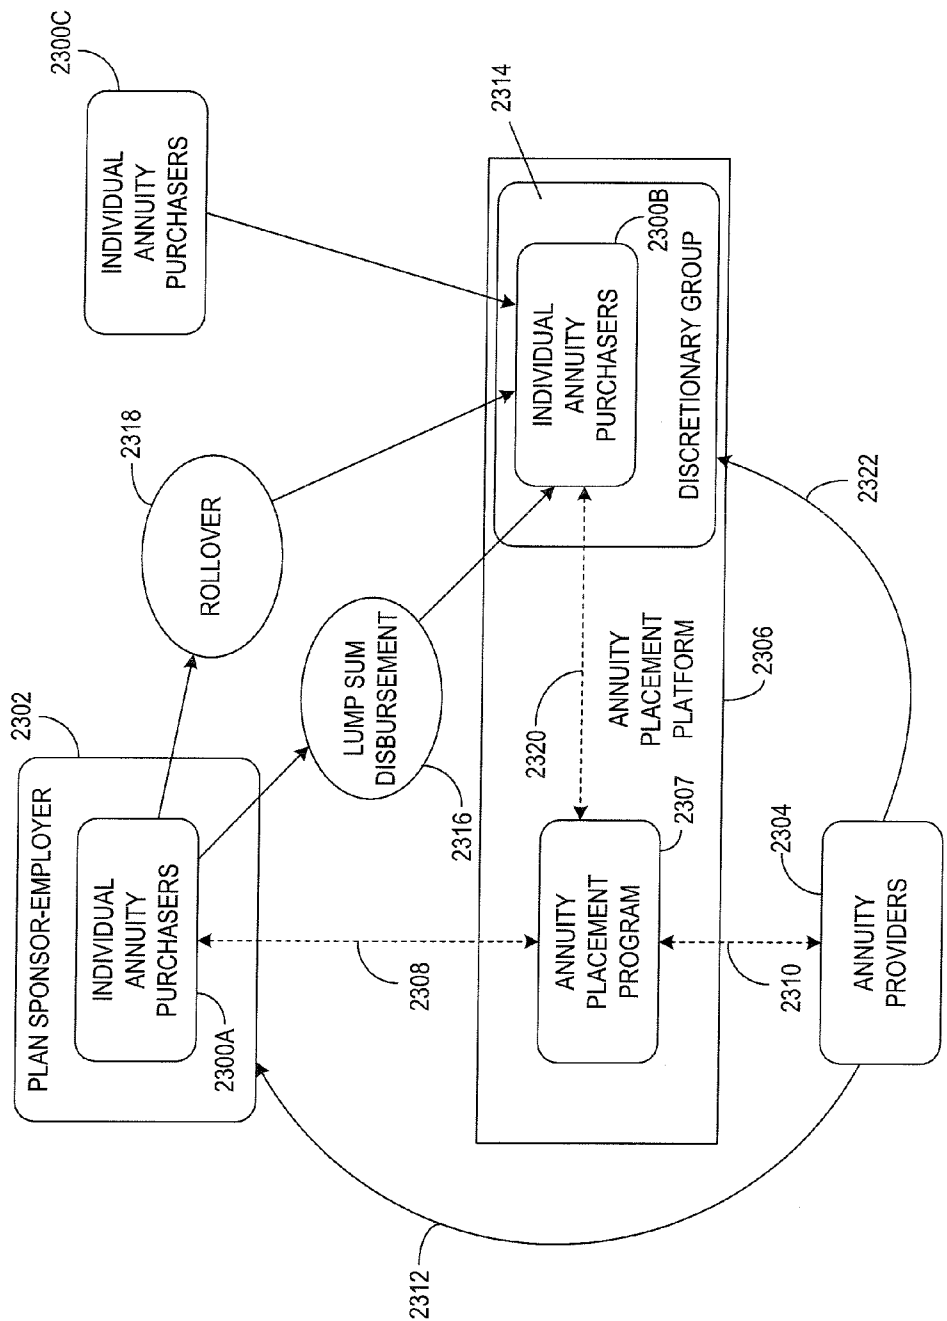 2302
PLAN SPONSOR-EMPLOYER
INDIVIDUAL
ANNUITY
PURCHASERS
2300A
2318
ROLLOVER
2300C
INDIVIDUAL
ANNUITY
PURCHASERS
LUMP SUM
DISBURSEMENT
2316
2308
2312
2314
INDIVIDUAL
ANNUITY
PURCHASERS
2300B
DISCRETIONARY GROUP
2320
ANNUITY
PLACEMENT
PROGRAM
2307
ANNUITY
PLACEMENT
PLATFORM
2306
2310
2304
ANNUITY
PROVIDERS
2322